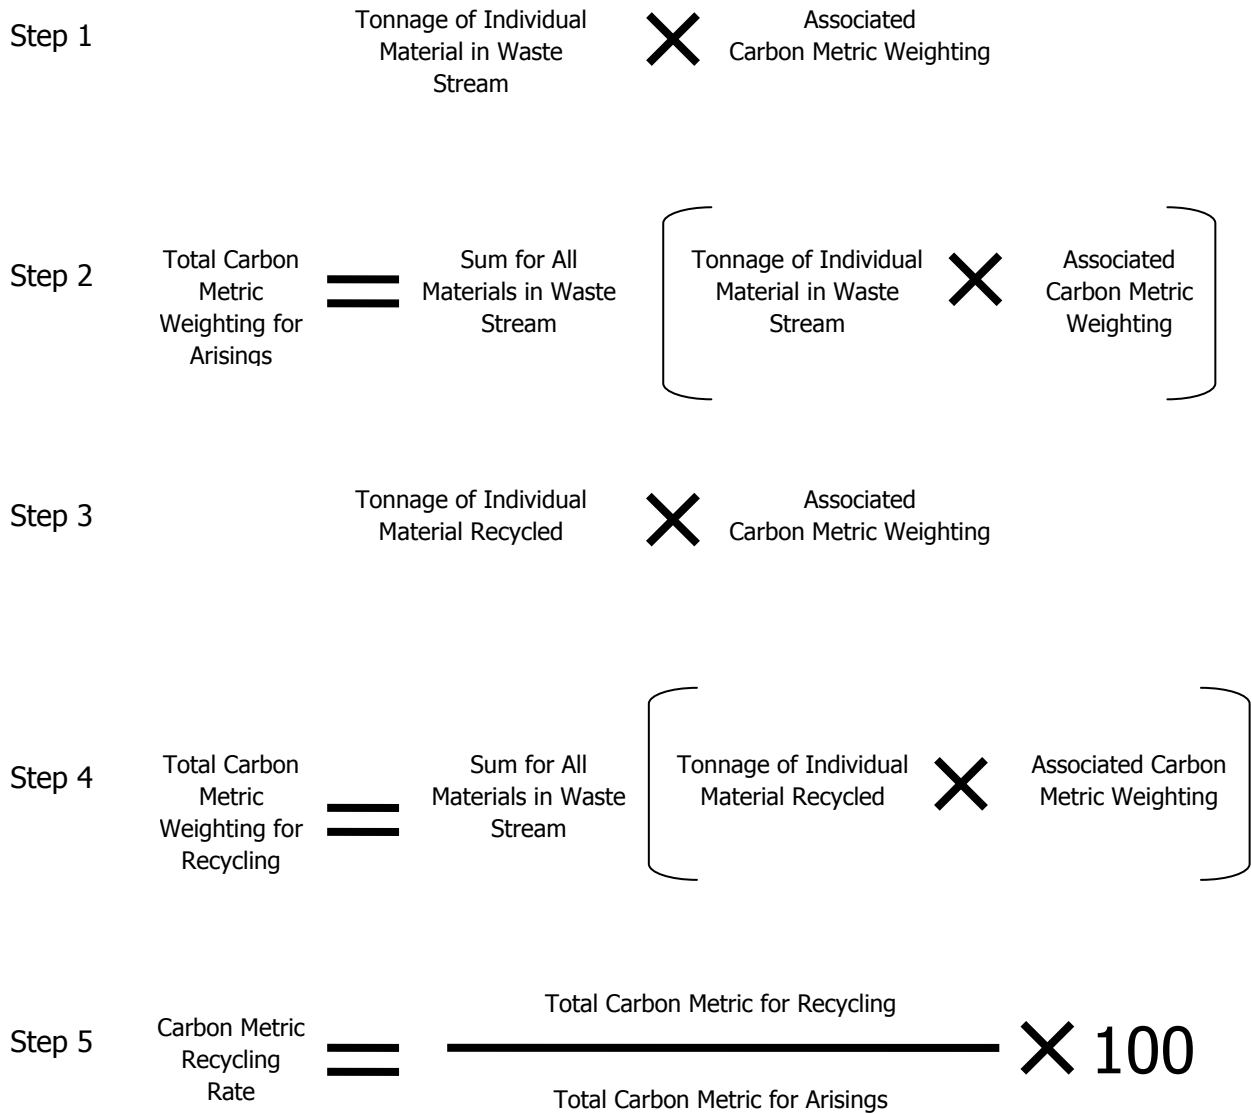 Step 1
Tonnage of Individual
Material in Waste
Stream
Associated
Carbon Metric Weighting
Step 2
Total Carbon
Metric
Weighting for
Arisings
Sum for All
Materials in Waste
Stream
Tonnage of Individual
Material in Waste
Stream
Associated
Carbon Metric
Weighting
Step 3
Tonnage of Individual
Material Recycled
Associated
Carbon Metric Weighting
Step 4
Total Carbon
Metric
Weighting for
Recycling
Sum for All
Materials in Waste
Stream
Tonnage of Individual
Material Recycled
Associated Carbon
Metric Weighting
Step 5
Carbon Metric
Recycling
Rate
Total Carbon Metric for Recycling
Total Carbon Metric for Arisings
100